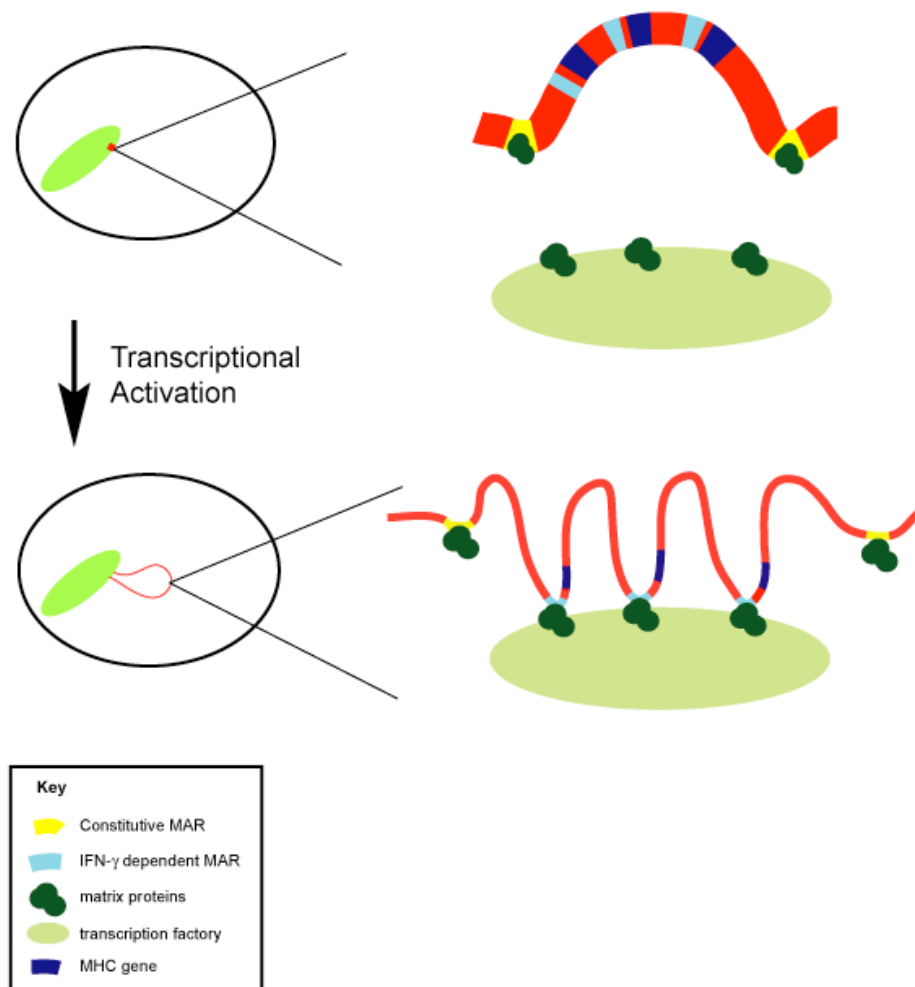 Transcriptional
Activation
Key
Constitutive MAR
IFN-γ dependent MAR
matrix proteins
transcription factory
MHC gene